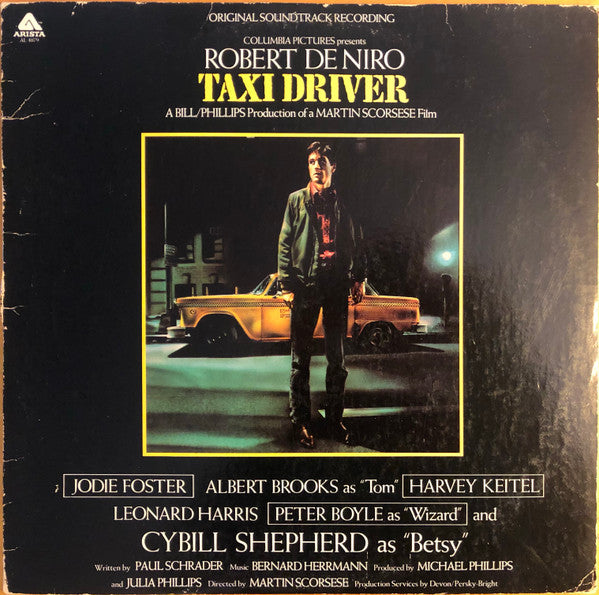 ORIGINAL SOUNDTRACK RECORDING
ARISTA
AL 4079
COLUMBIA PICTURES presents
ROBERT DE NIRO
TAXI DRIVER
A BILL/PHILLIPS Production of a MARTIN SCORSESE Film
JODIE FOSTER ALBERT BROOKS as "Tom" HARVEY KEITEL
LEONARD HARRIS PETER BOYLE as "Wizard" and
CYBILL SHEPHERD as "Betsy"
Written by PAUL SCHRADER Music BERNARD HERRMANN Produced by MICHAEL PHILLIPS
and JULIA PHILLIPS Directed by MARTIN SCORSESE Production Services by Devon/Persky-Bright